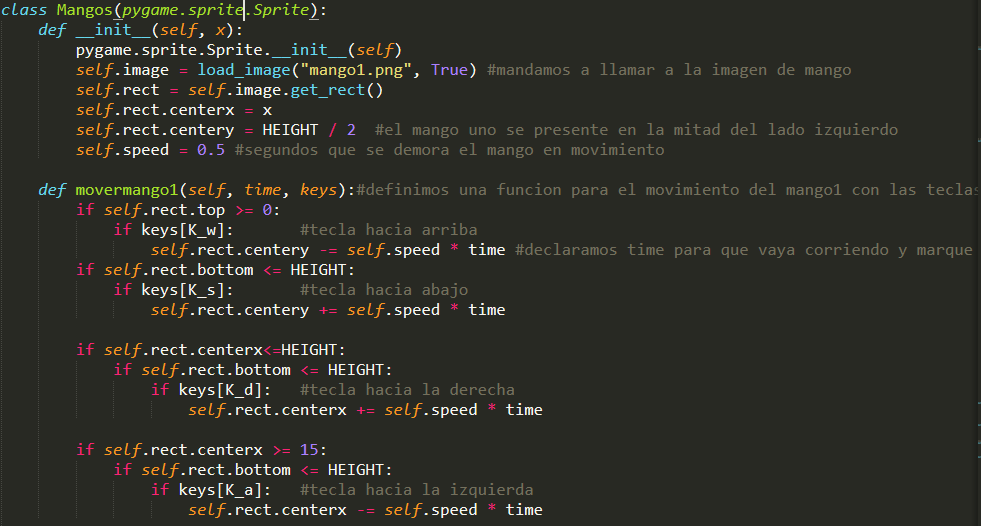 class Mangos(pygame.sprite.Sprite):
    def __init__(self, x):
        pygame.sprite.Sprite.__init__(self)
        self.image = load_image("mango1.png", True) #mandamos a llamar a la imagen de mango
        self.rect = self.image.get_rect()
        self.rect.centerx = x
        self.rect.centery = HEIGHT / 2  #el mango uno se presente en la mitad del lado izquierdo
        self.speed = 0.5 #segundos que se demora el mango en movimiento

    def movermango1(self, time, keys):#definimos una funcion para el movimiento del mango1 con las teclas
        if self.rect.top >= 0:
            if keys[K_w]:       #tecla hacia arriba
                self.rect.centery -= self.speed * time #declaramos time para que vaya corriendo y marque
        if self.rect.bottom <= HEIGHT:
            if keys[K_s]:       #tecla hacia abajo
                self.rect.centery += self.speed * time

        if self.rect.centerx<=HEIGHT:
            if self.rect.bottom <= HEIGHT:
                if keys[K_d]:   #tecla hacia la derecha
                    self.rect.centerx += self.speed * time

        if self.rect.centerx >= 15:
            if self.rect.bottom <= HEIGHT:
                if keys[K_a]:   #tecla hacia la izquierda
                    self.rect.centerx -= self.speed * time